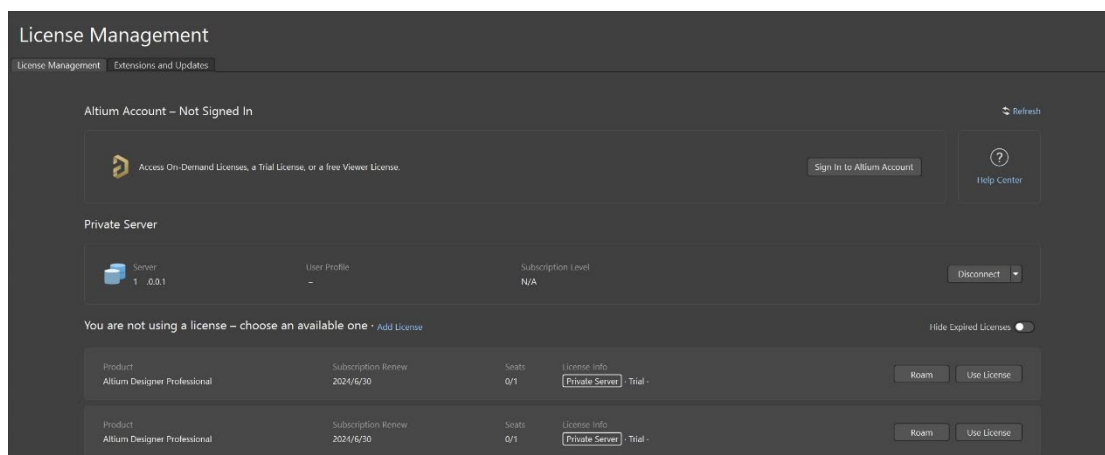 License Management
License Management Extensions and Updates
Altium Account – Not Signed In Refresh
Access On-Demand Licenses, a Trial License, or a free Viewer License. Sign In to Altium Account
Help Center
Private Server
Server User Profile Subscription Level
1 .0.0.1 – N/A Disconnect
You are not using a license – choose an available one · Add License Hide Expired Licenses
Product Subscription Renew Seats License Info
Altium Designer Professional 2024/6/30 0/1 Private Server · Trial · Roam Use License
Product Subscription Renew Seats License Info
Altium Designer Professional 2024/6/30 0/1 Private Server · Trial · Roam Use License